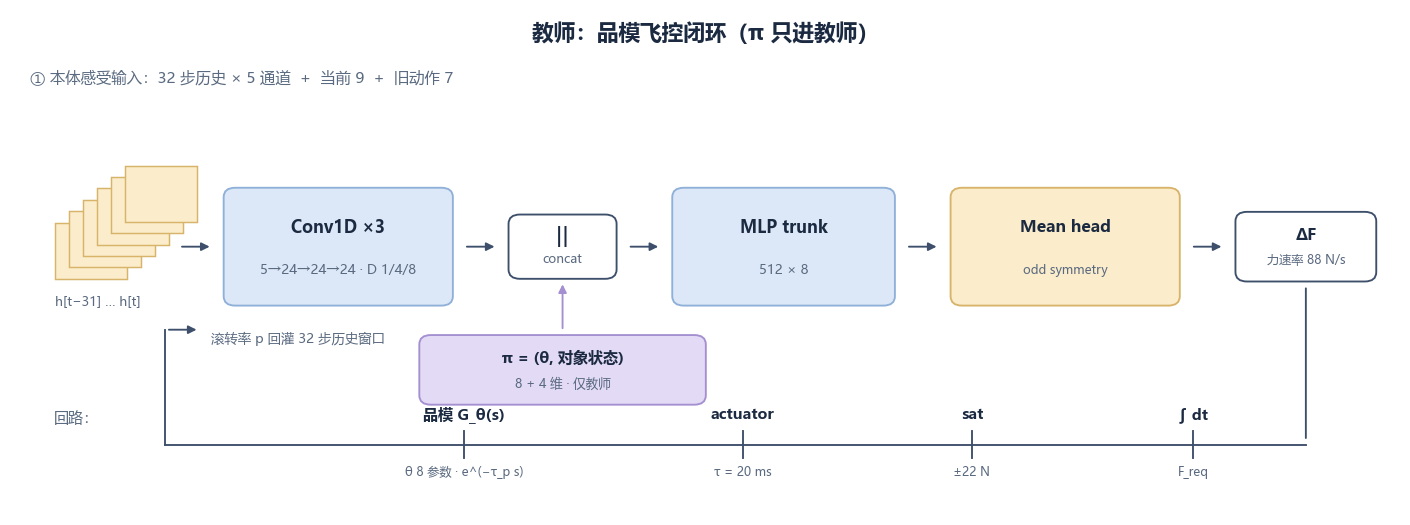 教师：品模飞控闭环（π 只进教师）
① 本体感受输入：32 步历史 × 5 通道 + 当前 9 + 旧动作 7
Conv1D ×3
5→24→24→24 · D 1/4/8
||
concat
MLP trunk
512 × 8
Mean head
odd symmetry
ΔF
力速率 88 N/s
h[t−31] … h[t]
滚转率 p 回灌 32 步历史窗口
π = (θ, 对象状态)
8 + 4 维 · 仅教师
回路：
品模 G_θ(s)
actuator
sat
∫ dt
θ 8 参数 · e^(−τ_p s)
τ = 20 ms
±22 N
F_req